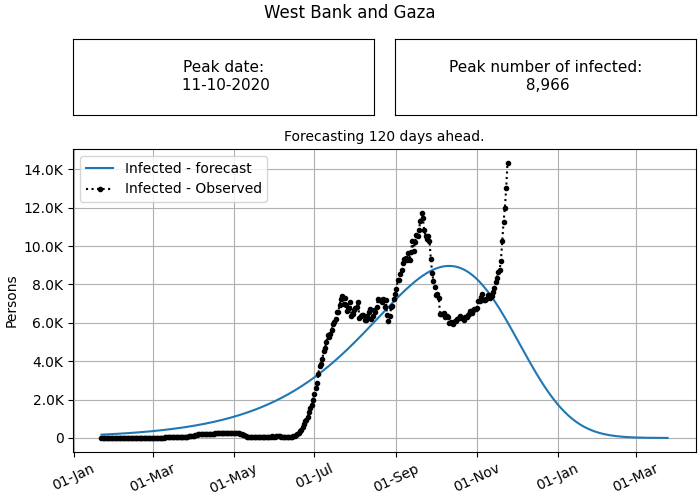 West Bank and Gaza
Peak date:
11-10-2020
Peak number of infected:
8,966
Forecasting 120 days ahead.
Infected - forecast
Infected - Observed
14.0K
12.0K
10.0K
8.0K
6.0K
4.0K
2.0K
0
Persons
01-Jan
01-Mar
01-May
01-Jul
01-Sep
01-Nov
01-Jan
01-Mar